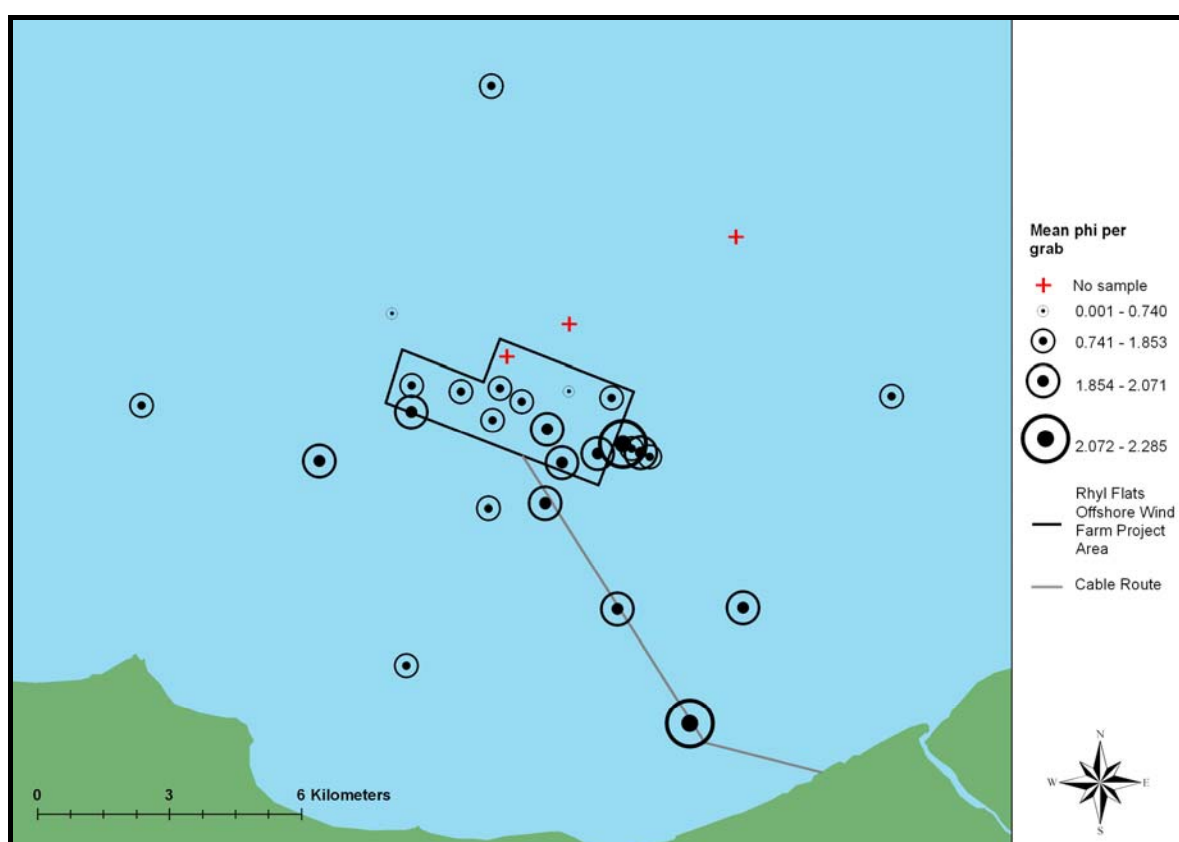 Mean phi per
grab
No sample
0.001 - 0.740
0.741 - 1.853
1.854 - 2.071
2.072 - 2.285
Rhyl Flats
Offshore Wind
Farm Project
Area
Cable Route
0 3 6 Kilometers
N
W E
S